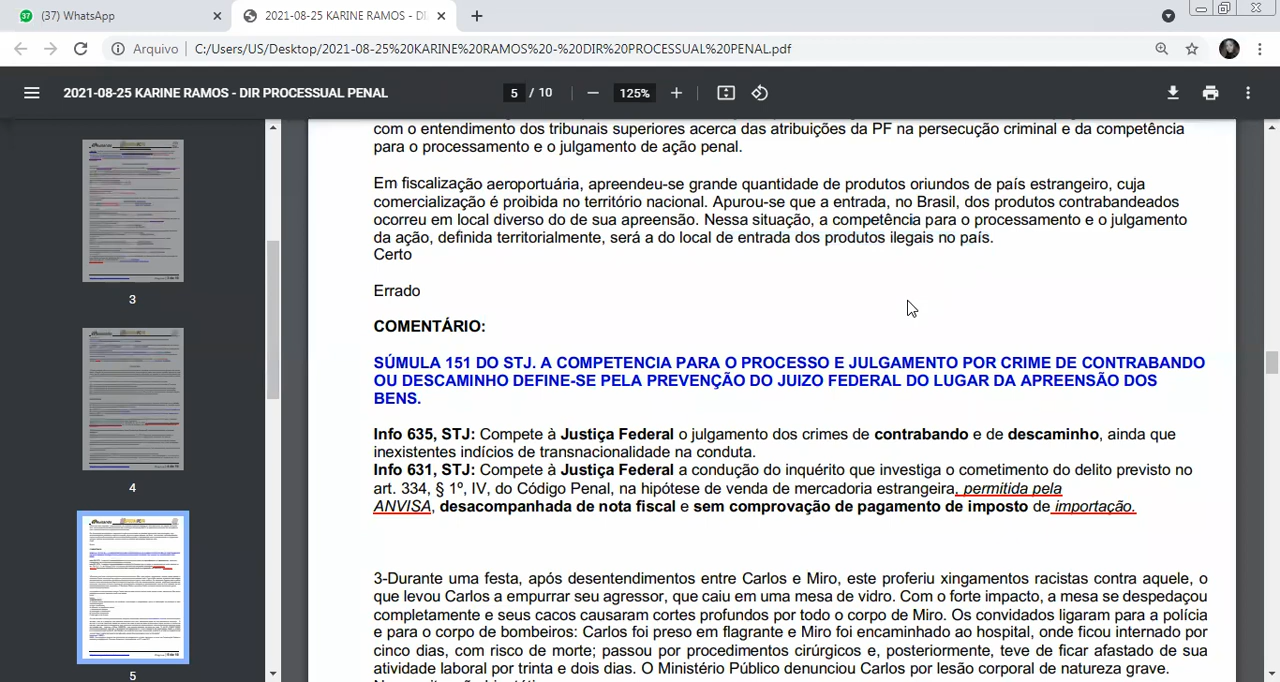 (37) WhatsApp
2021-08-25 KARINE RAMOS - DI
Arquivo
C:/Users/US/Desktop/2021-08-25%20KARINE%20RAMOS%20-%20DIR%20PROCESSUAL%20PENAL.pdf
2021-08-25 KARINE RAMOS - DIR PROCESSUAL PENAL
5 / 10
125%
3
4
5
com o entendimento dos tribunais superiores acerca das atribuições da PF na persecução criminal e da competência
para o processamento e o julgamento de ação penal.
Em fiscalização aeroportuária, apreendeu-se grande quantidade de produtos oriundos de país estrangeiro, cuja
comercialização é proibida no território nacional. Apurou-se que a entrada, no Brasil, dos produtos contrabandeados
ocorreu em local diverso do de sua apreensão. Nessa situação, a competência para o processamento e o julgamento
da ação, definida territorialmente, será a do local de entrada dos produtos ilegais no país.
Certo
Errado
COMENTÁRIO:
SÚMULA 151 DO STJ. A COMPETENCIA PARA O PROCESSO E JULGAMENTO POR CRIME DE CONTRABANDO
OU DESCAMINHO DEFINE-SE PELA PREVENÇÃO DO JUIZO FEDERAL DO LUGAR DA APREENSÃO DOS
BENS.
Info 635, STJ: Compete à Justiça Federal o julgamento dos crimes de contrabando e de descaminho, ainda que
inexistentes indícios de transnacionalidade na conduta.
Info 631, STJ: Compete à Justiça Federal a condução do inquérito que investiga o cometimento do delito previsto no
art. 334, § 1º, IV, do Código Penal, na hipótese de venda de mercadoria estrangeira, permitida pela
ANVISA, desacompanhada de nota fiscal e sem comprovação de pagamento de imposto de importação.
3-Durante uma festa, após desentendimentos entre Carlos e Miro, este proferiu xingamentos racistas contra aquele, o
que levou Carlos a empurrar seu agressor, que caiu em uma mesa de vidro. Com o forte impacto, a mesa se despedaçou
completamente e seus cacos causaram cortes profundos por todo corpo de Miro. Os convidados ligaram para a polícia
e para o corpo de bombeiros: Carlos foi preso em flagrante e Miro foi encaminhado ao hospital, onde ficou internado por
cinco dias, com risco de morte; passou por procedimentos cirúrgicos e, posteriormente, teve de ficar afastado de sua
atividade laboral por trinta e dois dias. O Ministério Público denunciou Carlos por lesão corporal de natureza grave.